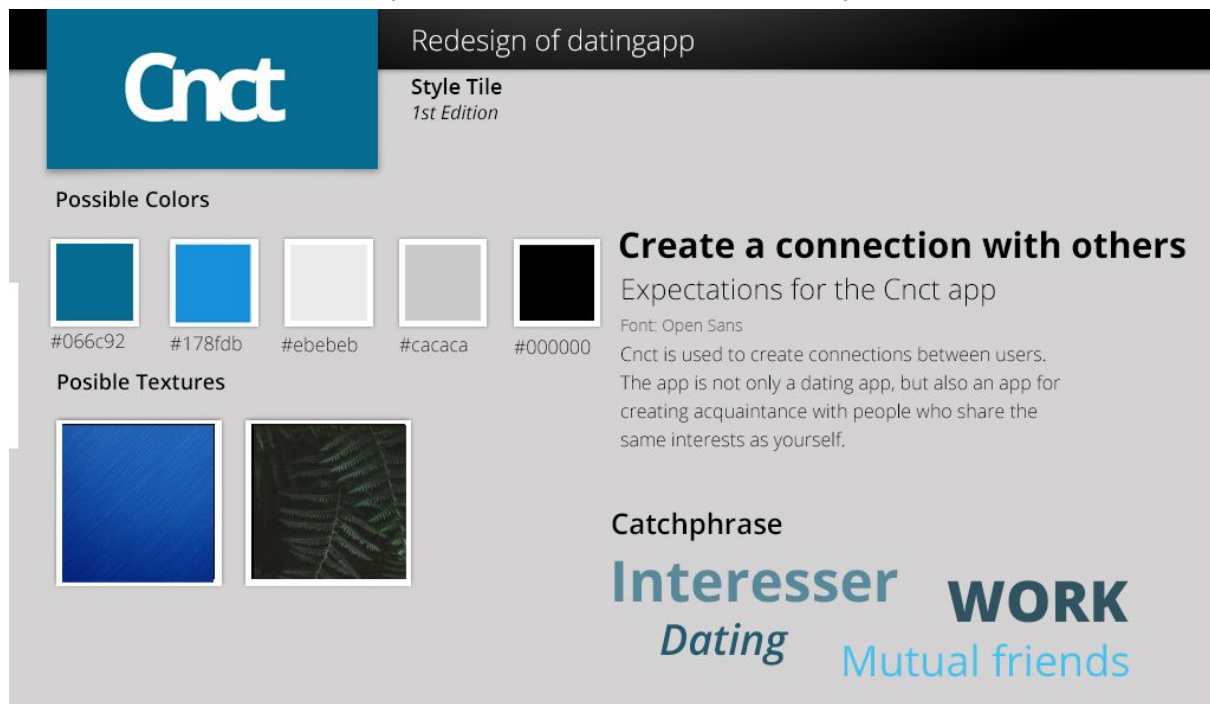 Cnct
Redesign of datingapp
Style Tile
1st Edition
Possible Colors
#066c92
#178fdb
#ebebeb
#cacaca
#000000
Posible Textures
Create a connection with others
Expectations for the Cnct app
Font: Open Sans
Cnct is used to create connections between users.
The app is not only a dating app, but also an app for
creating acquaintance with people who share the
same interests as yourself.
Catchphrase
Interesser
WORK
Dating
Mutual friends